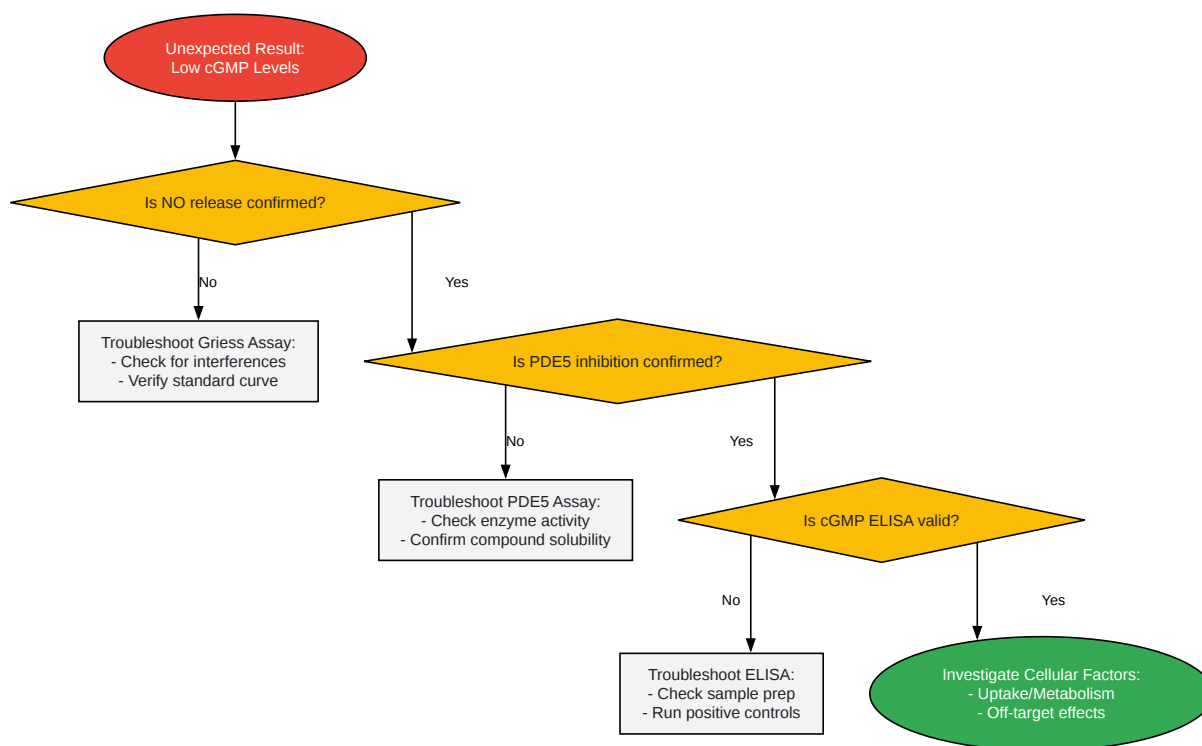 Unexpected Result:
Low cGMP Levels
Is NO release confirmed?
No
Yes
Troubleshoot Griess Assay:
- Check for interferences
- Verify standard curve
Is PDE5 inhibition confirmed?
No
Yes
Troubleshoot PDE5 Assay:
- Check enzyme activity
- Confirm compound solubility
Is cGMP ELISA valid?
No
Yes
Troubleshoot ELISA:
- Check sample prep
- Run positive controls
Investigate Cellular Factors:
- Uptake/Metabolism
- Off-target effects